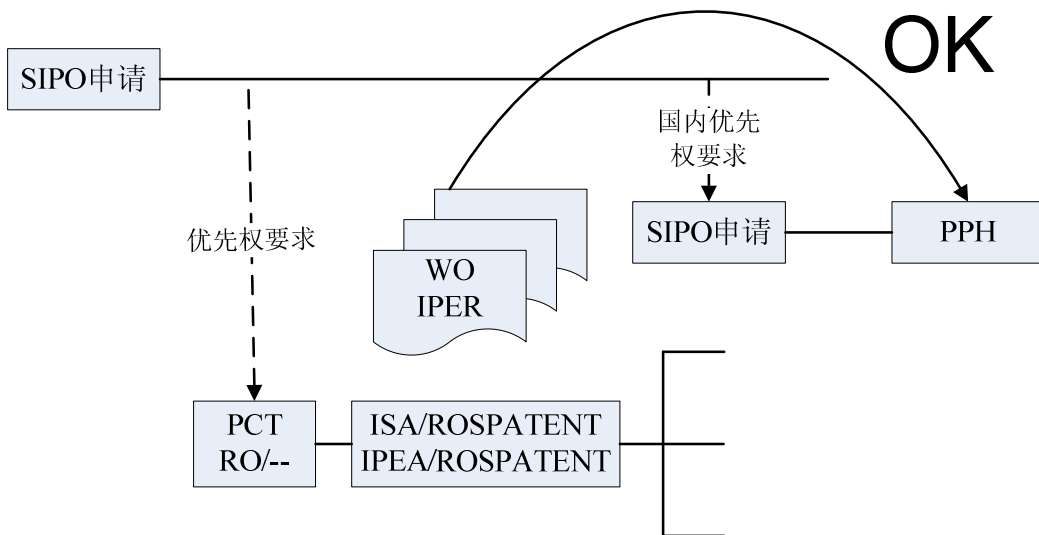 OK
SIPO申请
国内优先
权要求
优先权要求
SIPO申请
PPH
WO
IPER
PCT
RO/--
ISA/ROSPATENT
IPEA/ROSPATENT